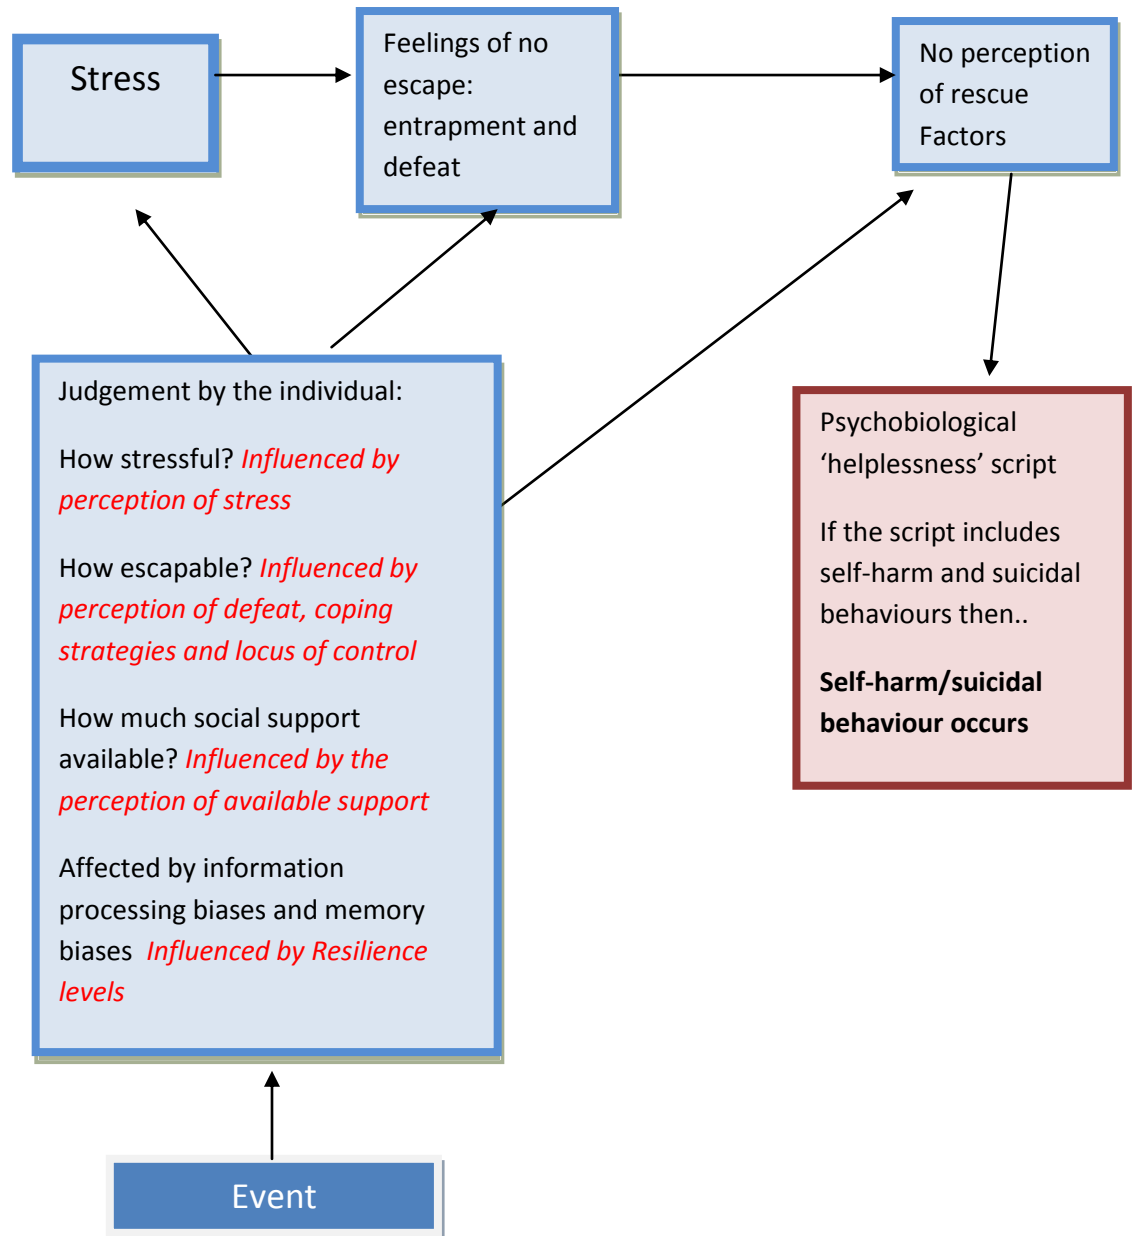 Stress
Feelings of no
escape:
entrapment and
defeat
No perception
of rescue
Factors
Judgement by the individual:
How stressful? Influenced by
perception of stress
How escapable? Influenced by
perception of defeat, coping
strategies and locus of control
How much social support
available? Influenced by the
perception of available support
Affected by information
processing biases and memory
biases  Influenced by Resilience
levels
Psychobiological
‘helplessness’ script
If the script includes
self-harm and suicidal
behaviours then..
Self-harm/suicidal
behaviour occurs
Event